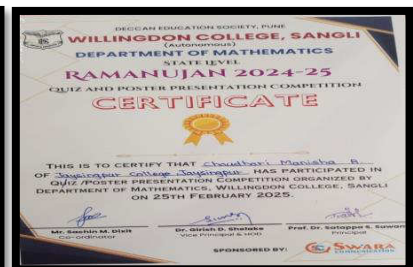 DECCAN EDUCATION SOCIETY, PUNE
WILLINGDON COLLEGE, SANGLI
(Autonomous)
DEPARTMENT OF MATHEMATICS
STATE LEVEL
RAMANUJAN 2024-25
QUIZ AND POSTER PRESENTATION COMPETITION
CERTIFICATE
THIS IS TO CERTIFY THAT Choudhari Manisha A.
OF Jaysingpur College, Jaysingpur HAS PARTICIPATED IN
QUIZ /POSTER PRESENTATION COMPETITION ORGANIZED BY
DEPARTMENT OF MATHEMATICS, WILLINGDON COLLEGE, SANGLI
ON 25TH FEBRUARY 2025.
Mr. Sachin M. Dixit Dr. Girish D. Shelake Prof. Dr. Satappa S.
Co-ordinator Vice Principal & HOD Principal
SPONSORED BY: SWARA
COMMUNICATION